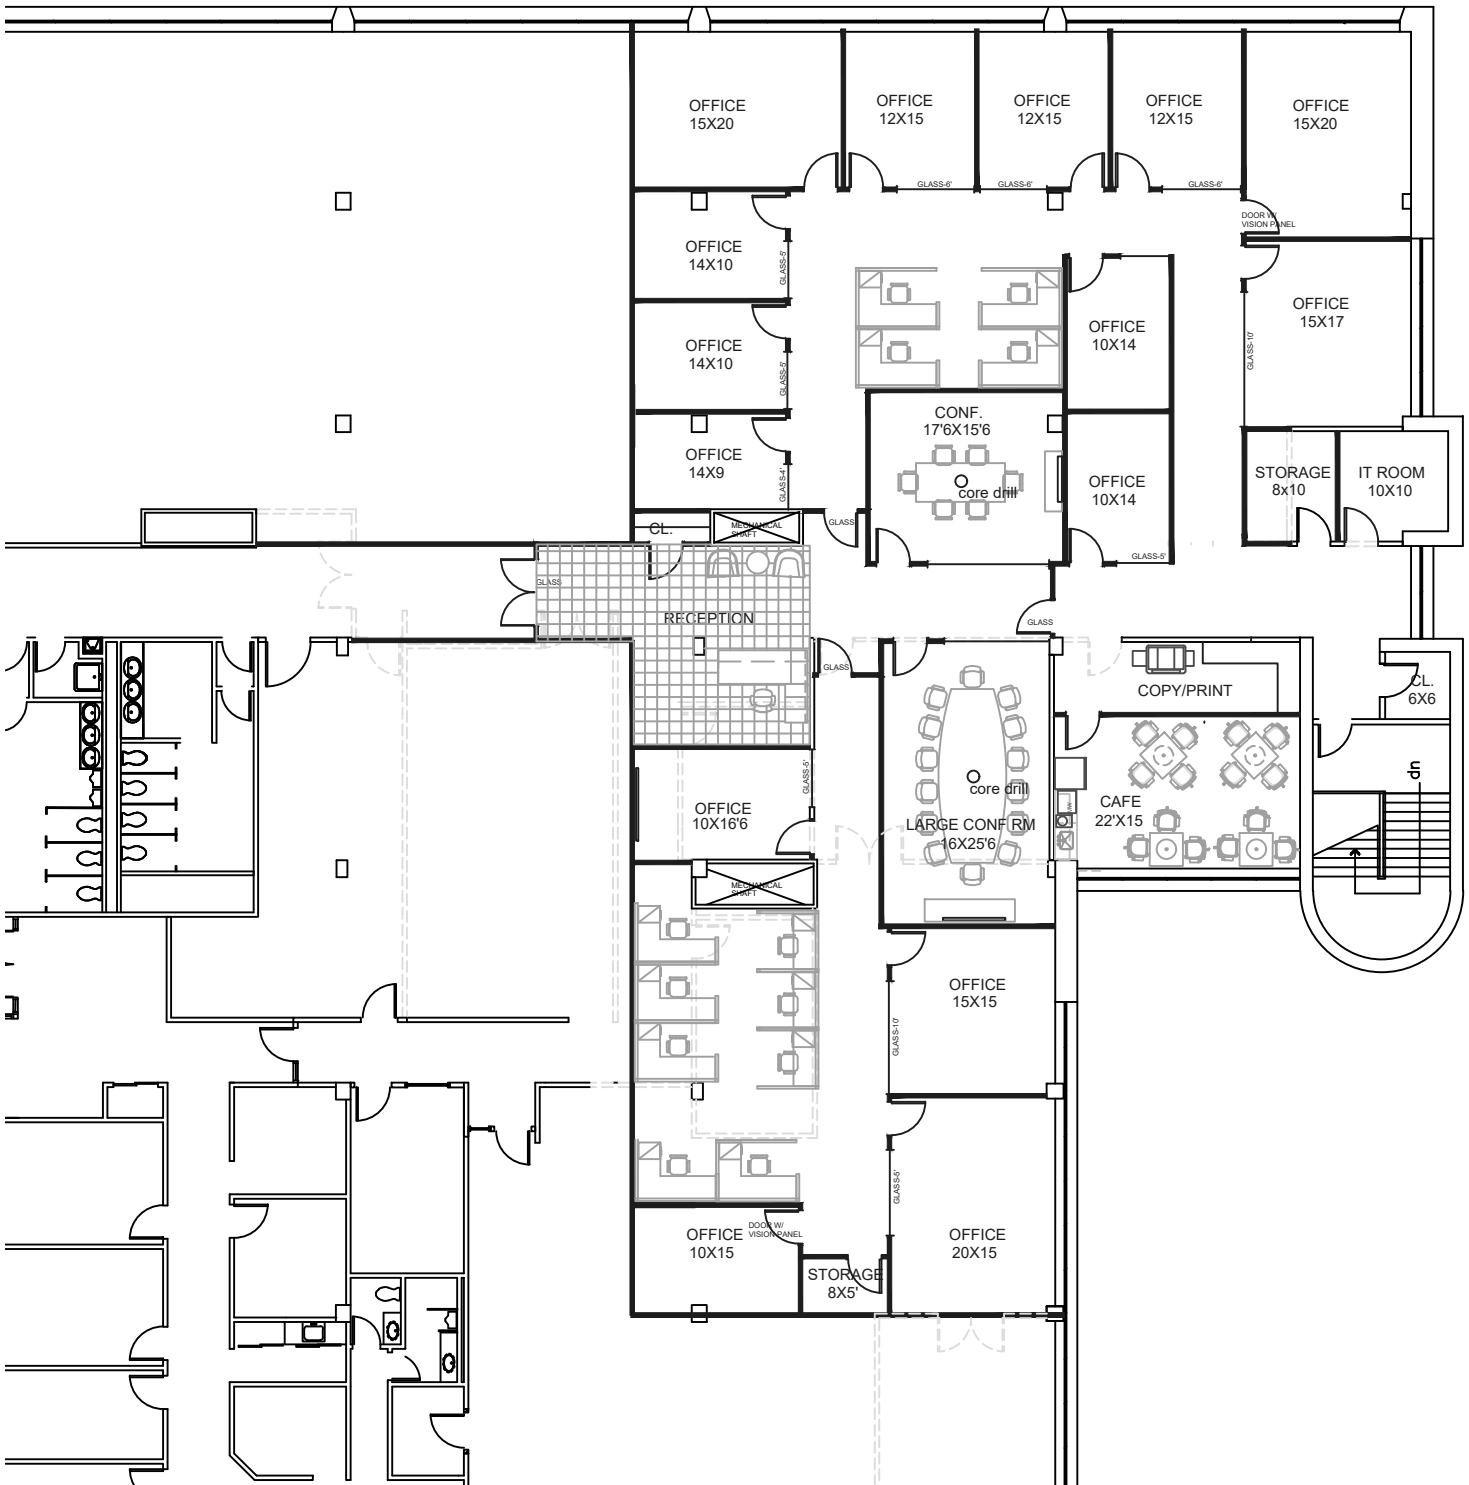 OFFICE
15X20
OFFICE
12X15
OFFICE
12X15
OFFICE
12X15
OFFICE
15X20
GLASS-6'
GLASS-6'
GLASS-6'
DOOR W/
VISION PANEL
OFFICE
14X10
GLASS-5'
OFFICE
14X10
GLASS-5'
OFFICE
14X9
GLASS-4'
OFFICE
10X14
OFFICE
15X17
GLASS-10'
CONF.
17'6X15'6
core drill
OFFICE
10X14
GLASS-5'
STORAGE
8x10
IT ROOM
10X10
CL.
MECHANICAL
SHAFT
GLASS
GLASS
RECEPTION
GLASS
GLASS
COPY/PRINT
CL.
6X6
OFFICE
10X16'6
GLASS-5'
core drill
LARGE CONF RM
16X25'6
CAFE
22'X15
dn
MECHANICAL
SHAFT
OFFICE
15X15
GLASS-10'
OFFICE
20X15
GLASS-5'
OFFICE
10X15
DOOR W/
VISION PANEL
STORAGE
8X5'